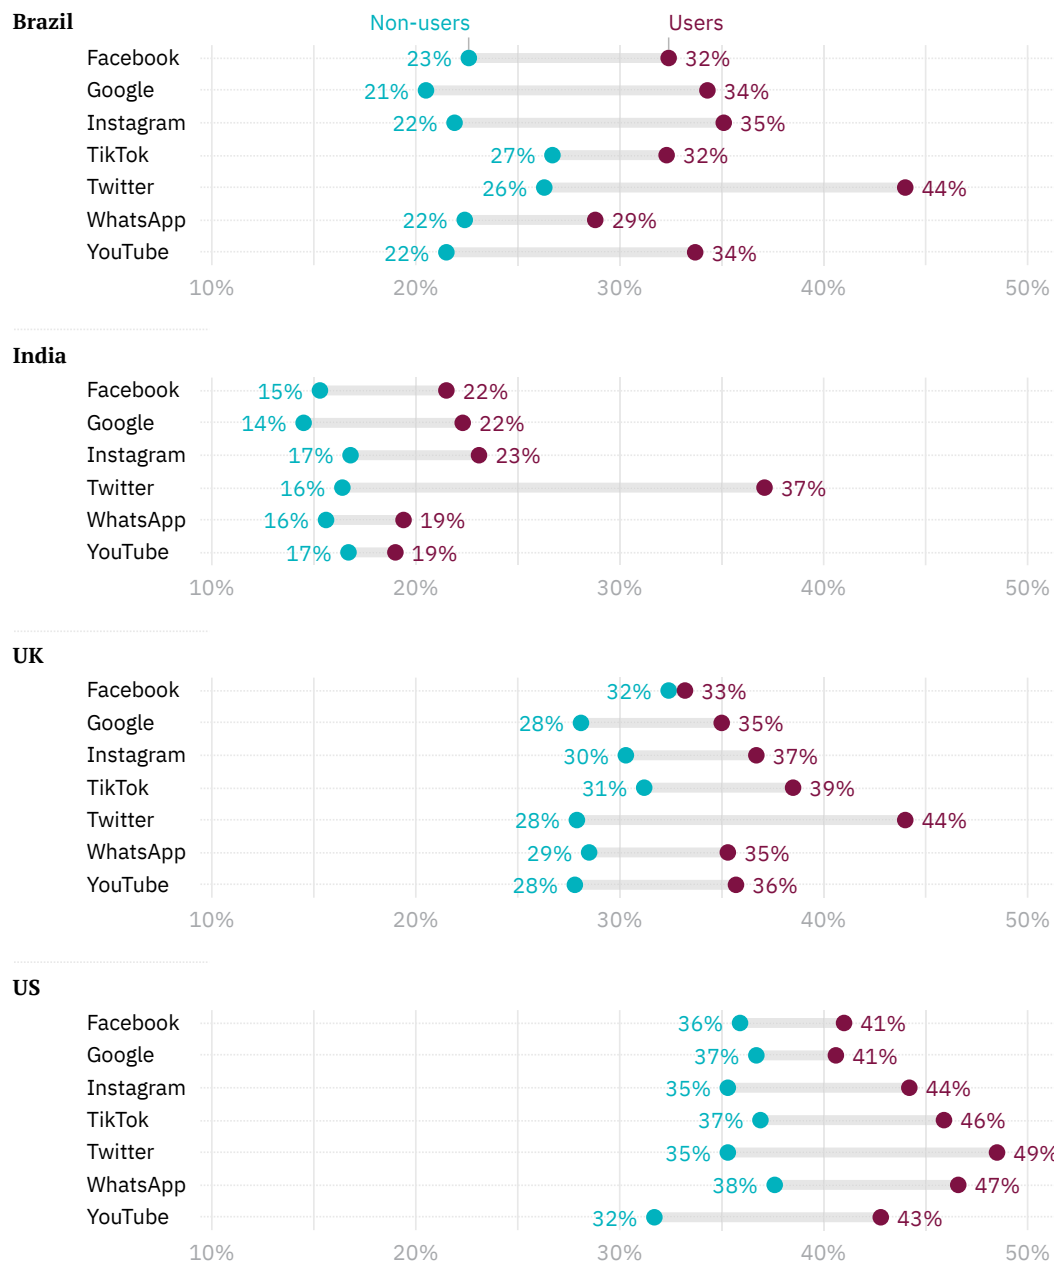 Brazil
Non-users Users
Facebook 23% 32%
Google 21% 34%
Instagram 22% 35%
TikTok 27% 32%
Twitter 26% 44%
WhatsApp 22% 29%
YouTube 22% 34%
10% 20% 30% 40% 50%
India
Facebook 15% 22%
Google 14% 22%
Instagram 17% 23%
Twitter 16% 37%
WhatsApp 16% 19%
YouTube 17% 19%
10% 20% 30% 40% 50%
UK
Facebook 32% 33%
Google 28% 35%
Instagram 30% 37%
TikTok 31% 39%
Twitter 28% 44%
WhatsApp 29% 35%
YouTube 28% 36%
10% 20% 30% 40% 50%
US
Facebook 36% 41%
Google 37% 41%
Instagram 35% 44%
TikTok 37% 46%
Twitter 35% 49%
WhatsApp 38% 47%
YouTube 32% 43%
10% 20% 30% 40% 50%